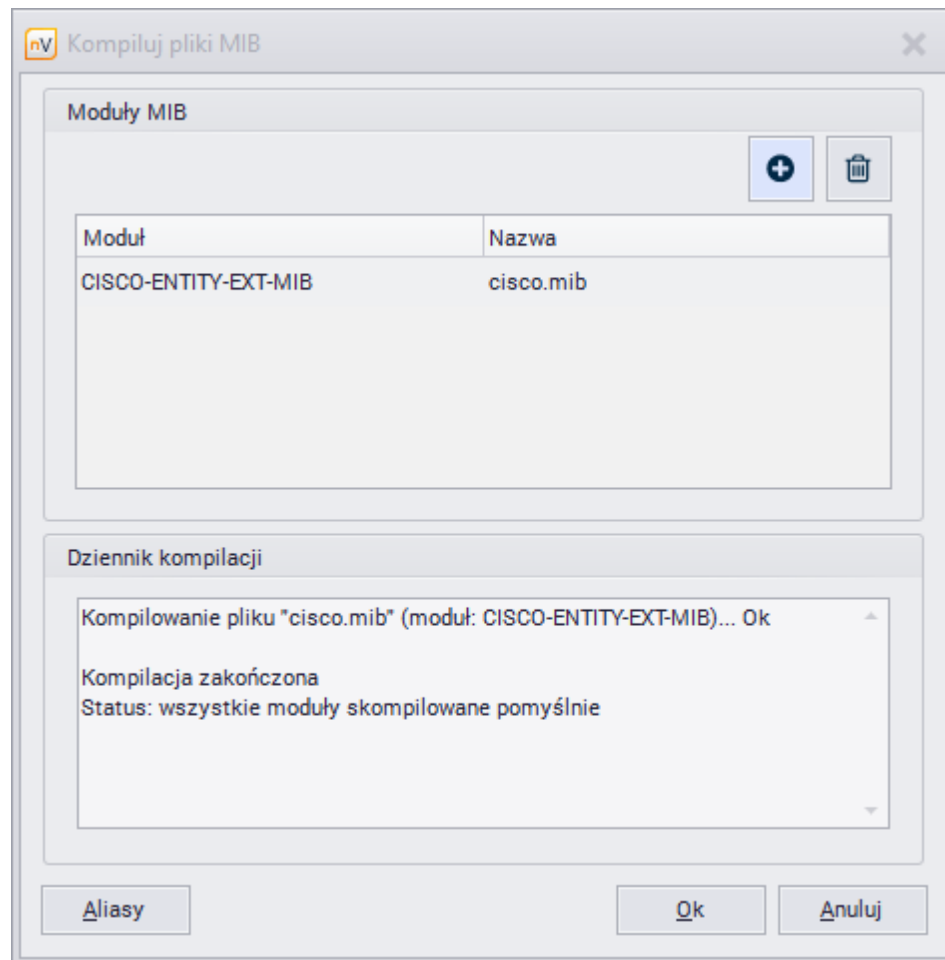 nV Kompiluj pliki MIB
Moduły MIB
Moduł Nazwa
CISCO-ENTITY-EXT-MIB cisco.mib
Dziennik kompilacji
Kompilowanie pliku "cisco.mib" (moduł: CISCO-ENTITY-EXT-MIB)... Ok
Kompilacja zakończona
Status: wszystkie moduły skompilowane pomyślnie
Aliasy Ok Anuluj